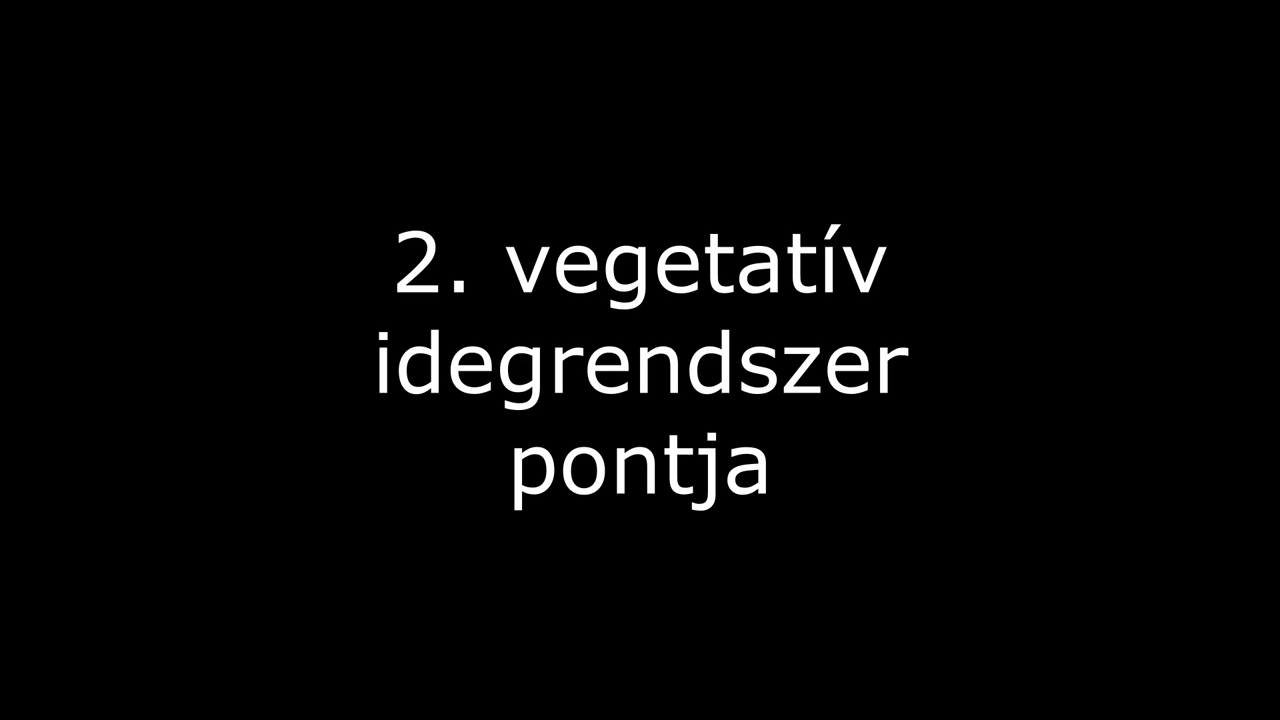 2. vegetatív
idegrendszer
pontja